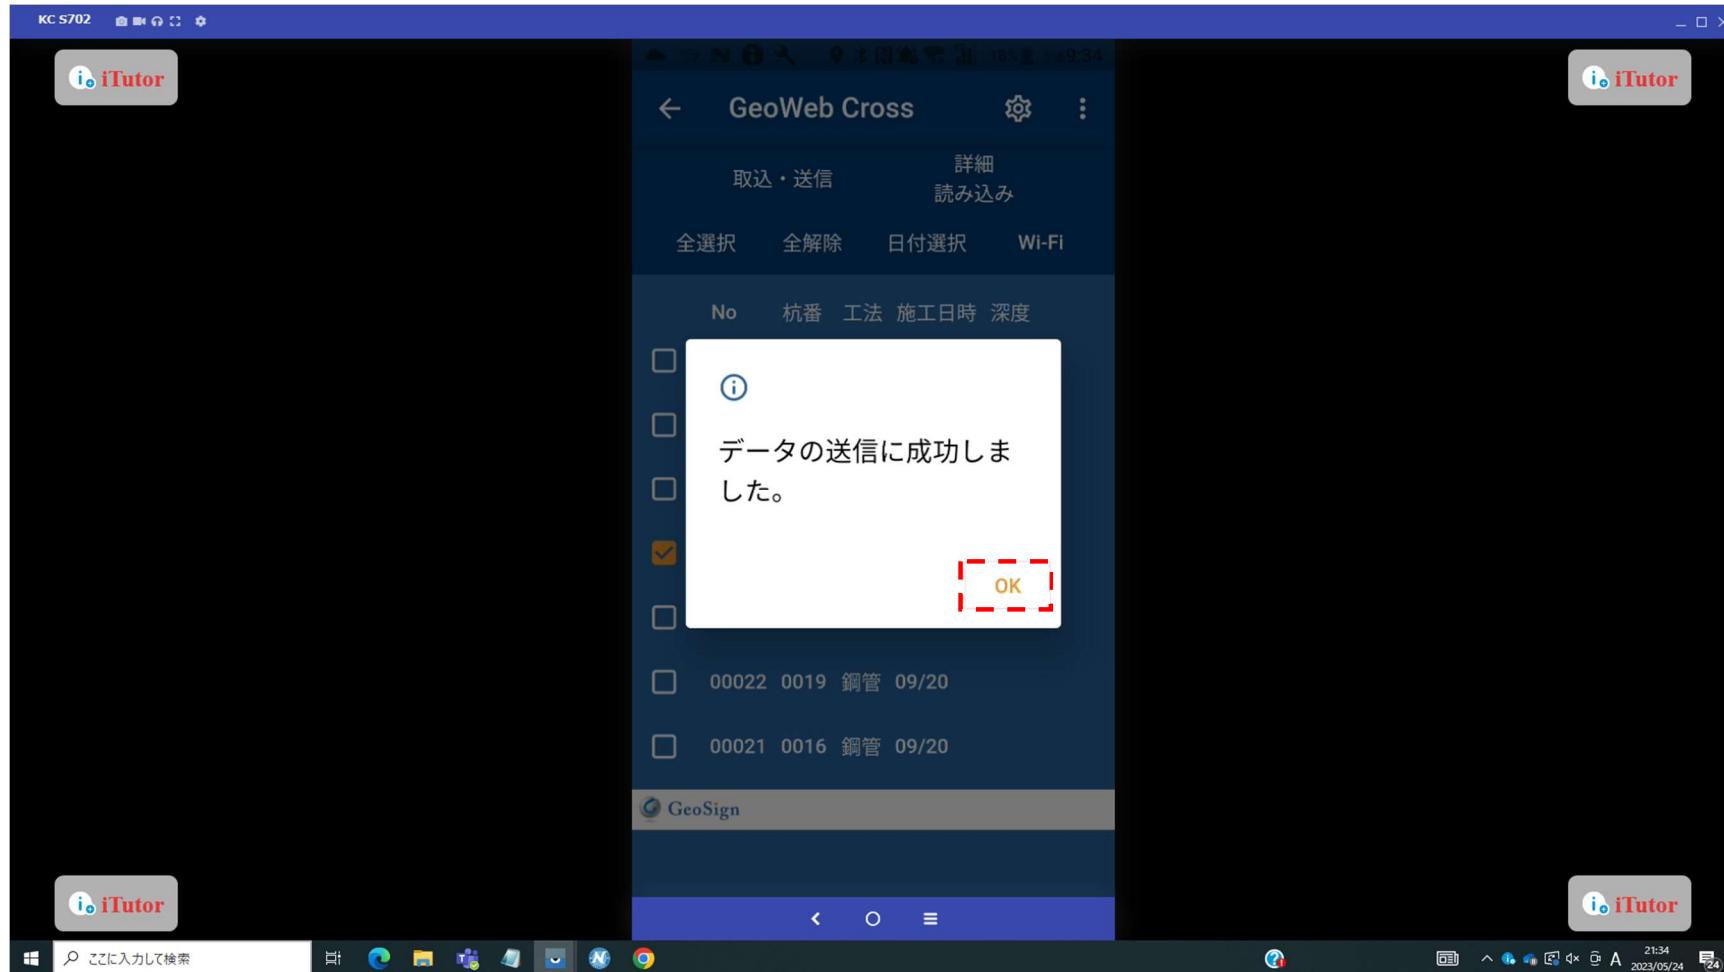 KC S702
iTutor
iTutor
18%
9:34
GeoWeb Cross
取込・送信
詳細
読み込み
全選択 全解除 日付選択 Wi-Fi
No 杭番 工法 施工日時 深度
データの送信に成功しま
した。
OK
00022 0019 鋼管 09/20
00021 0016 鋼管 09/20
GeoSign
iTutor
iTutor
ここに入力して検索
A
21:34
2023/05/24
24